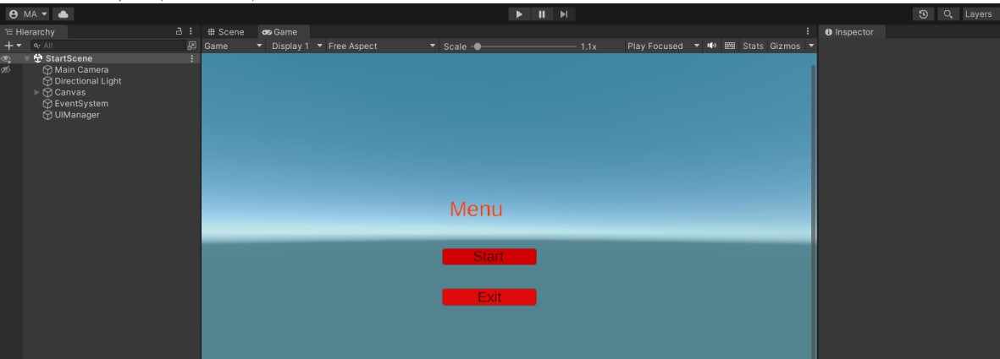 MA
Layers
Hierarchy
Scene
Game
Inspector
All
Game
Display 1
Free Aspect
Scale
1.1x
Play Focused
Stats
Gizmos
StartScene
Main Camera
Directional Light
Canvas
EventSystem
UIManager
Menu
Start
Exit